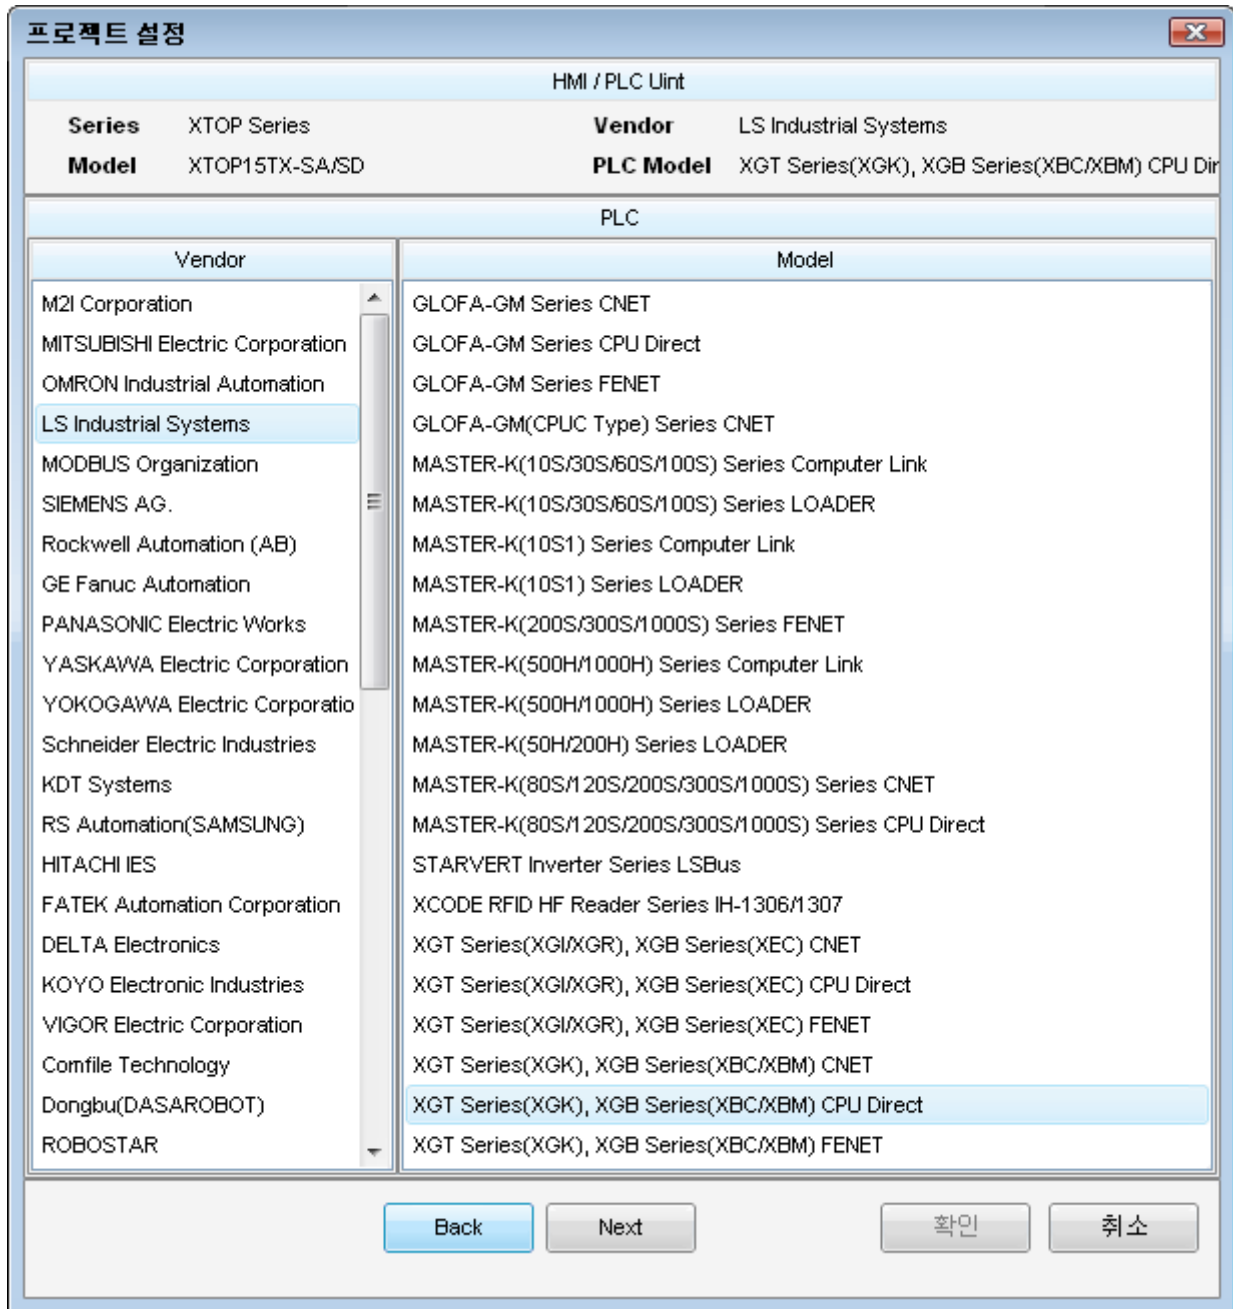 프로젝트 설정
HMI / PLC Uint
Series XTOP Series Vendor LS Industrial Systems
Model XTOP15TX-SA/SD PLC Model XGT Series(XGK), XGB Series(XBC/XBM) CPU Dir
PLC
Vendor Model
M2I Corporation GLOFA-GM Series CNET
MITSUBISHI Electric Corporation GLOFA-GM Series CPU Direct
OMRON Industrial Automation GLOFA-GM Series FENET
LS Industrial Systems GLOFA-GM(CPUC Type) Series CNET
MODBUS Organization MASTER-K(10S/30S/60S/100S) Series Computer Link
SIEMENS AG. MASTER-K(10S/30S/60S/100S) Series LOADER
Rockwell Automation (AB) MASTER-K(10S1) Series Computer Link
GE Fanuc Automation MASTER-K(10S1) Series LOADER
PANASONIC Electric Works MASTER-K(200S/300S/1000S) Series FENET
YASKAWA Electric Corporation MASTER-K(500H/1000H) Series Computer Link
YOKOGAWA Electric Corporatio MASTER-K(500H/1000H) Series LOADER
Schneider Electric Industries MASTER-K(50H/200H) Series LOADER
KDT Systems MASTER-K(80S/120S/200S/300S/1000S) Series CNET
RS Automation(SAMSUNG) MASTER-K(80S/120S/200S/300S/1000S) Series CPU Direct
HITACHI IES STARVERT Inverter Series LSBus
FATEK Automation Corporation XCODE RFID HF Reader Series IH-1306/1307
DELTA Electronics XGT Series(XGI/XGR), XGB Series(XEC) CNET
KOYO Electronic Industries XGT Series(XGI/XGR), XGB Series(XEC) CPU Direct
VIGOR Electric Corporation XGT Series(XGI/XGR), XGB Series(XEC) FENET
Comfile Technology XGT Series(XGK), XGB Series(XBC/XBM) CNET
Dongbu(DASAROBOT) XGT Series(XGK), XGB Series(XBC/XBM) CPU Direct
ROBOSTAR XGT Series(XGK), XGB Series(XBC/XBM) FENET
Back Next 확인 취소